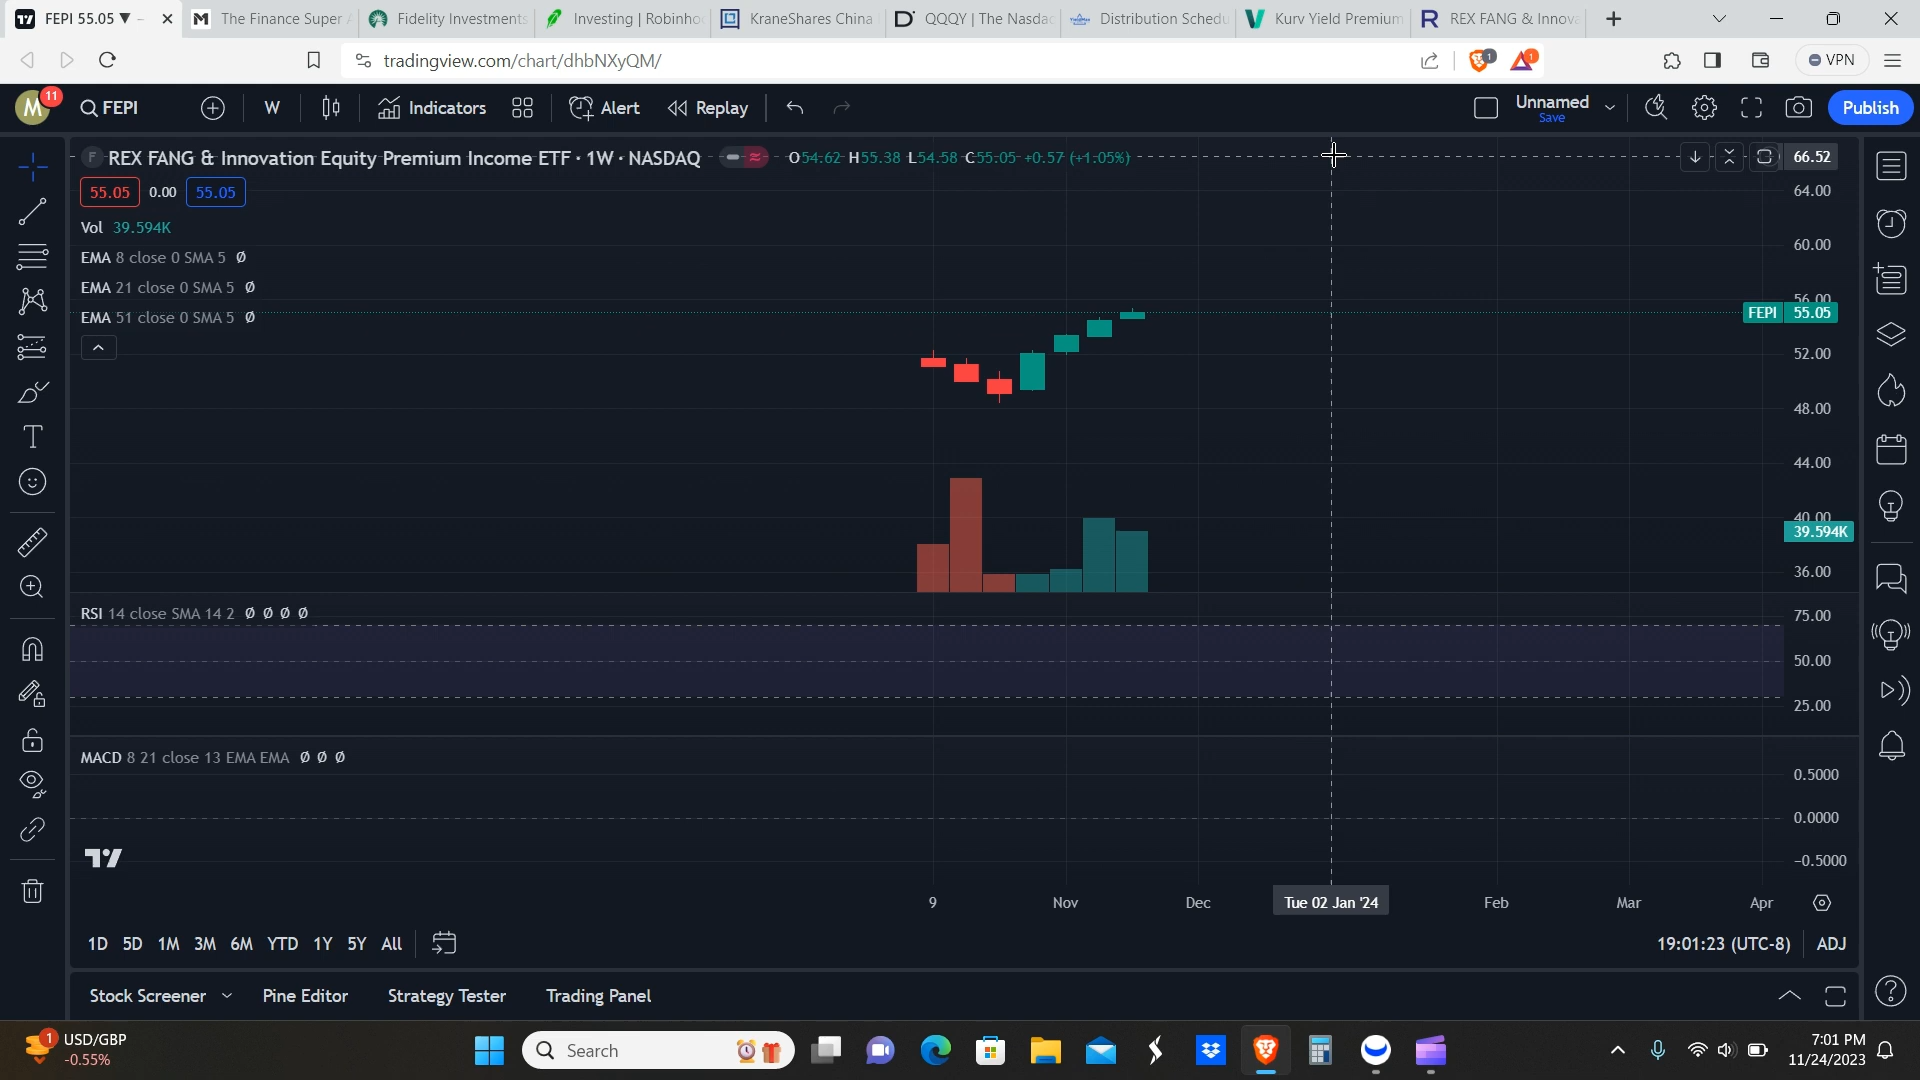 FEPI 55.05 ▼ –
The Finance Super A
Fidelity Investments
Investing | Robinho
KraneShares China
QQQY | The Nasdac
Distribution Schedu
Kurv Yield Premium
REX FANG & Innova
tradingview.com/chart/dhbNXyQM/
1
1
VPN
M
11
FEPI
W
Indicators
Alert
Replay
Unnamed
Save
Publish
F REX FANG & Innovation Equity Premium Income ETF · 1W · NASDAQ
O54.62 H55.38 L54.58 C55.05 +0.57 (+1.05%)
55.05 0.00 55.05
Vol 39.594K
EMA 8 close 0 SMA 5 Ø
EMA 21 close 0 SMA 5 Ø
EMA 51 close 0 SMA 5 Ø
66.52
64.00
60.00
56.00
FEPI 55.05
52.00
48.00
44.00
40.00
39.594K
36.00
RSI 14 close SMA 14 2 Ø Ø Ø Ø
75.00
50.00
25.00
MACD 8 21 close 13 EMA EMA Ø Ø Ø
0.5000
0.0000
−0.5000
9 Nov Dec Tue 02 Jan '24 Feb Mar Apr
1D 5D 1M 3M 6M YTD 1Y 5Y All
19:01:23 (UTC-8) ADJ
Stock Screener Pine Editor Strategy Tester Trading Panel
1
USD/GBP
-0.55%
Search
7:01 PM
11/24/2023